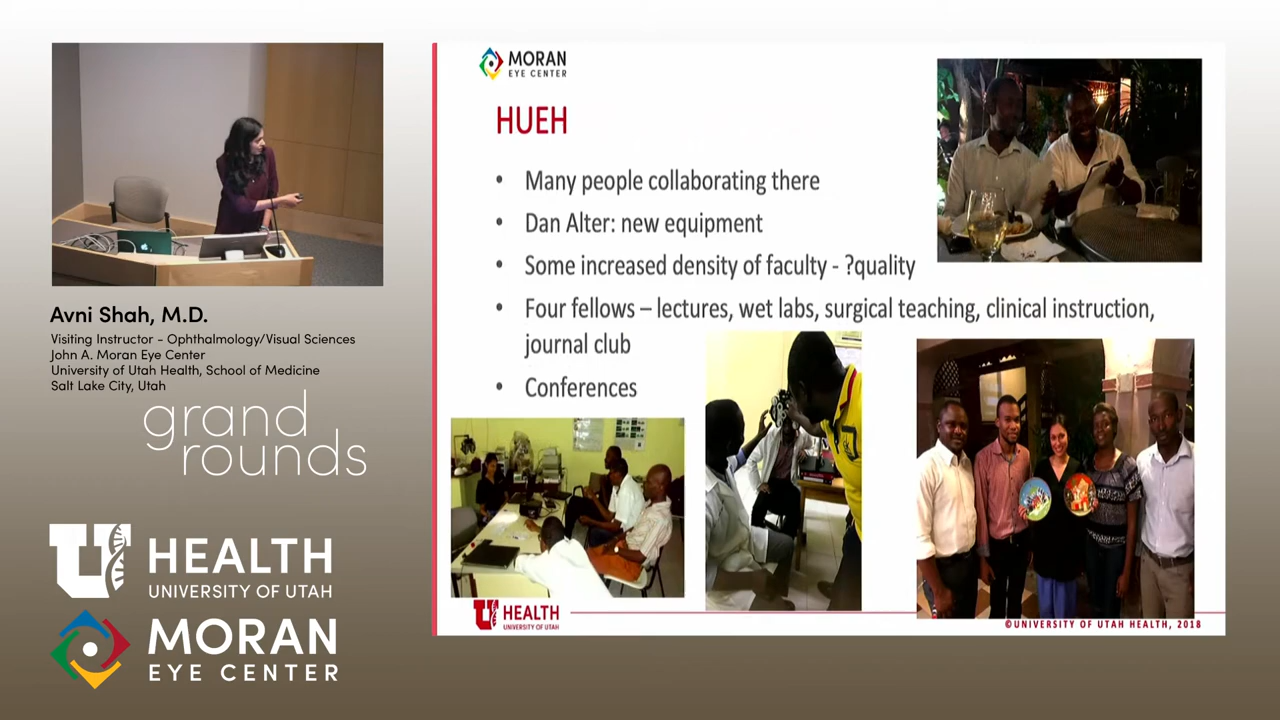 Avni Shah, M.D.
Visiting Instructor - Ophthalmology/Visual Sciences
John A. Moran Eye Center
University of Utah Health, School of Medicine
Salt Lake City, Utah
grand
rounds
U HEALTH
UNIVERSITY OF UTAH
MORAN
EYE CENTER
MORAN
EYE CENTER
HUEH
• Many people collaborating there
• Dan Alter: new equipment
• Some increased density of faculty - ?quality
• Four fellows – lectures, wet labs, surgical teaching, clinical instruction,
journal club
• Conferences
U HEALTH
UNIVERSITY OF UTAH
©UNIVERSITY OF UTAH HEALTH, 2018